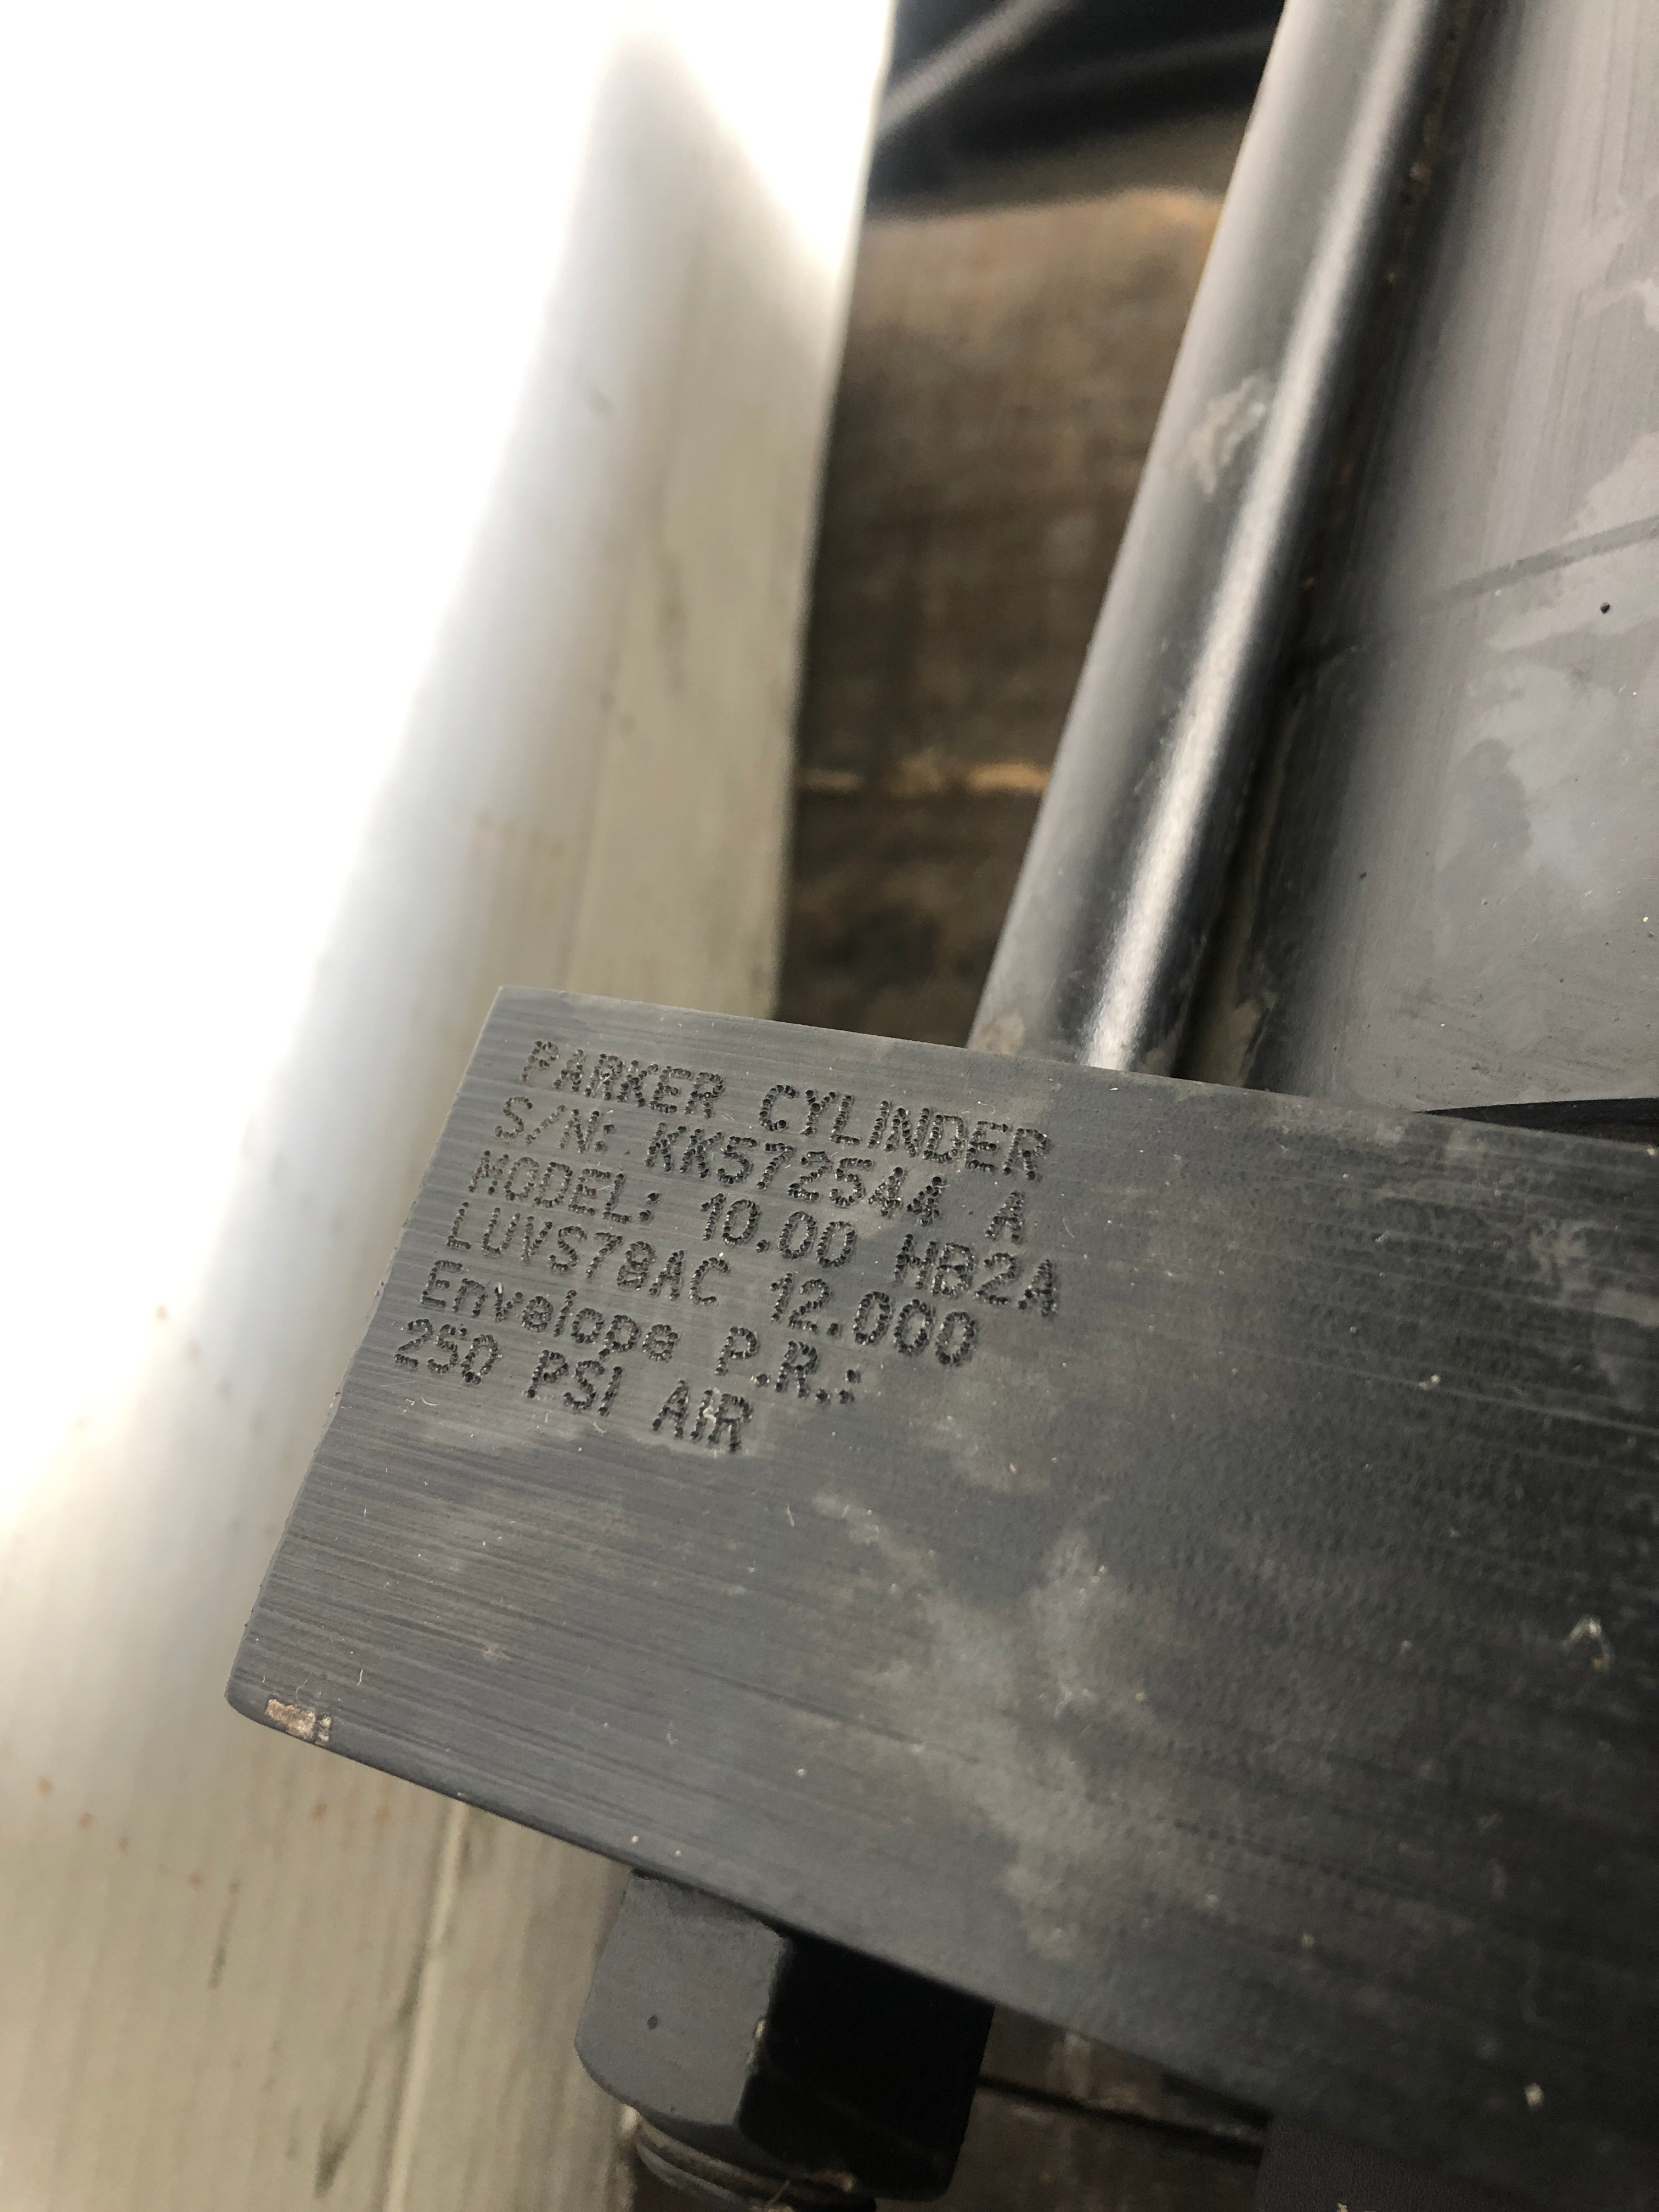 PARKER CYLINDER
S/N: KK572544 A
MODEL: 10.00 HB2A
LUVS78AC 12.000
Envelope P.R.:
250 PSI AIR